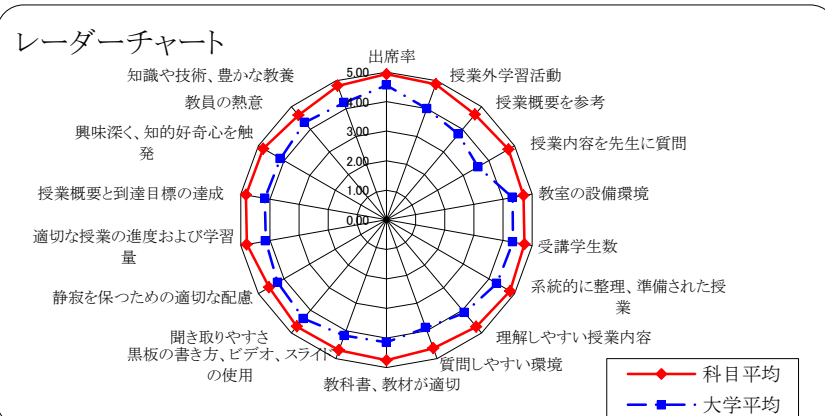 レーダーチャート
出席率
授業外学習活動
授業概要を参考
授業内容を先生に質問
教室の設備環境
受講学生数
系統的に整理、準備された授
業
理解しやすい授業内容
質問しやすい環境
教科書、教材が適切
黒板の書き方、ビデオ、スライド
の使用
聞き取りやすさ
静寂を保つための適切な配慮
適切な授業の進度および学習
量
授業概要と到達目標の達成
興味深く、知的好奇心を触
発
教員の熱意
知識や技術、豊かな教養
5.00
4.00
3.00
2.00
1.00
0.00
科目平均
大学平均